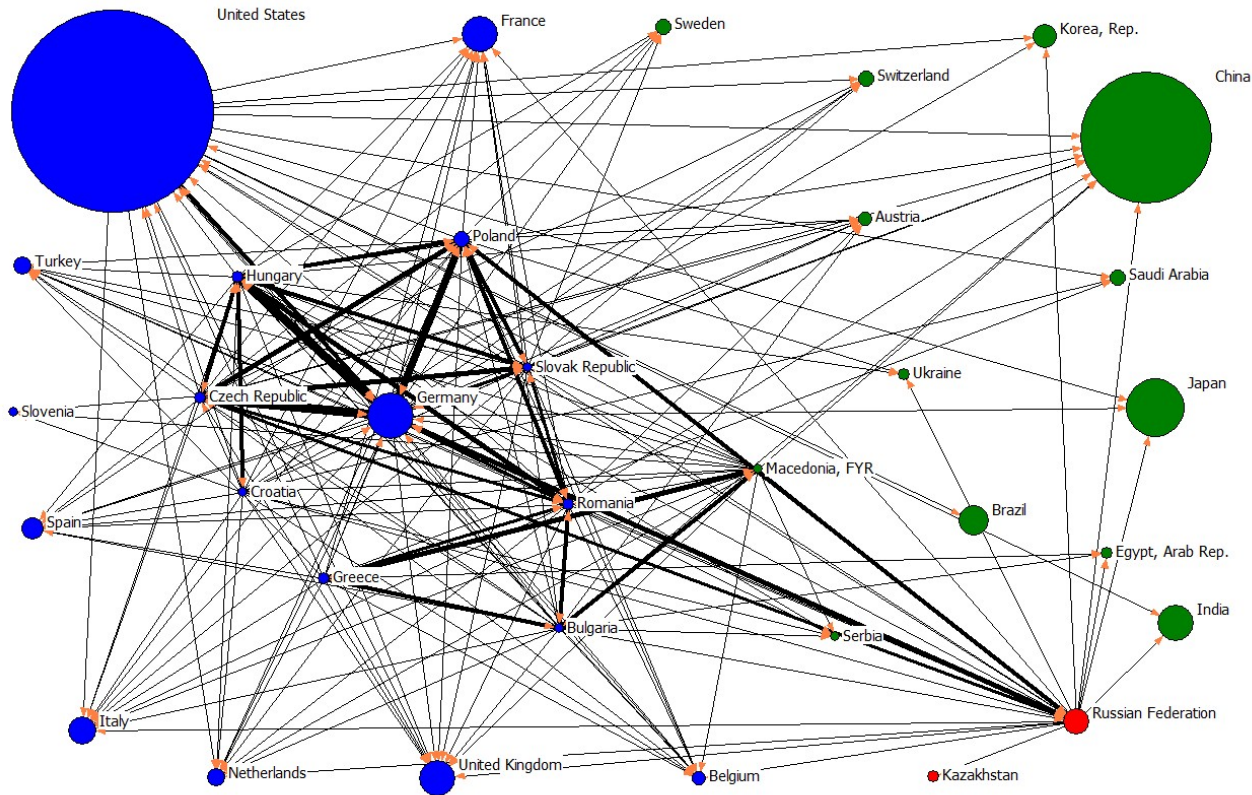 United States
France
Sweden
Korea, Rep.
Switzerland
China
Austria
Poland
Turkey
Hungary
Saudi Arabia
Slovak Republic
Ukraine
Japan
Czech Republic
Germany
Slovenia
Macedonia, FYR
Croatia
Romania
Brazil
Spain
Egypt, Arab Rep.
Greece
India
Bulgaria
Serbia
Russian Federation
Italy
United Kingdom
Netherlands
Belgium
Kazakhstan